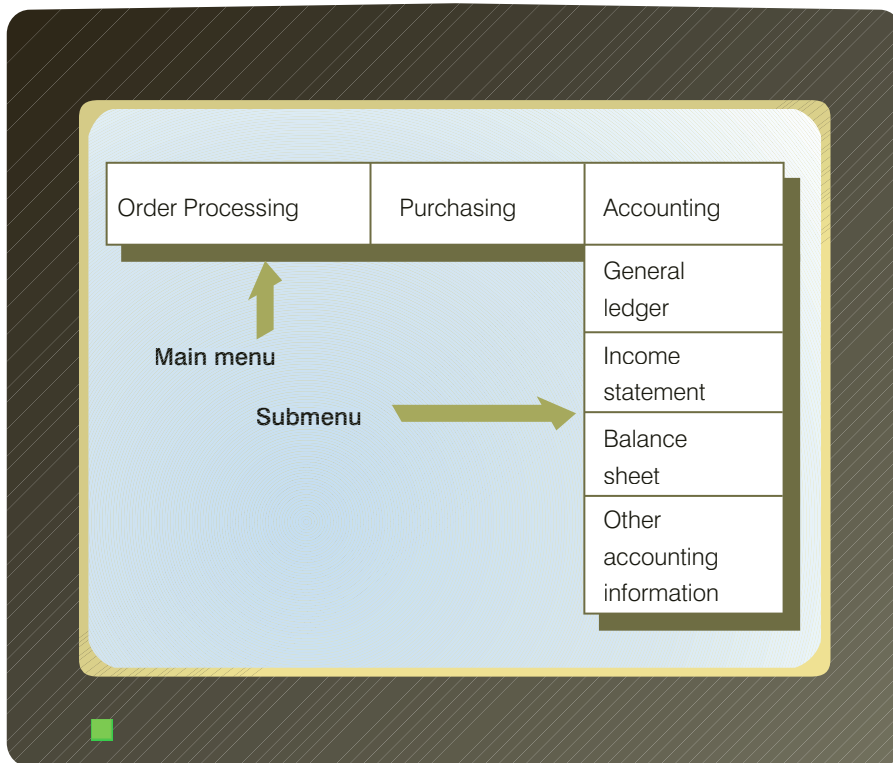 Order Processing
Purchasing
Accounting
General
ledger
Income
statement
Balance
sheet
Other
accounting
information
Main menu
Submenu